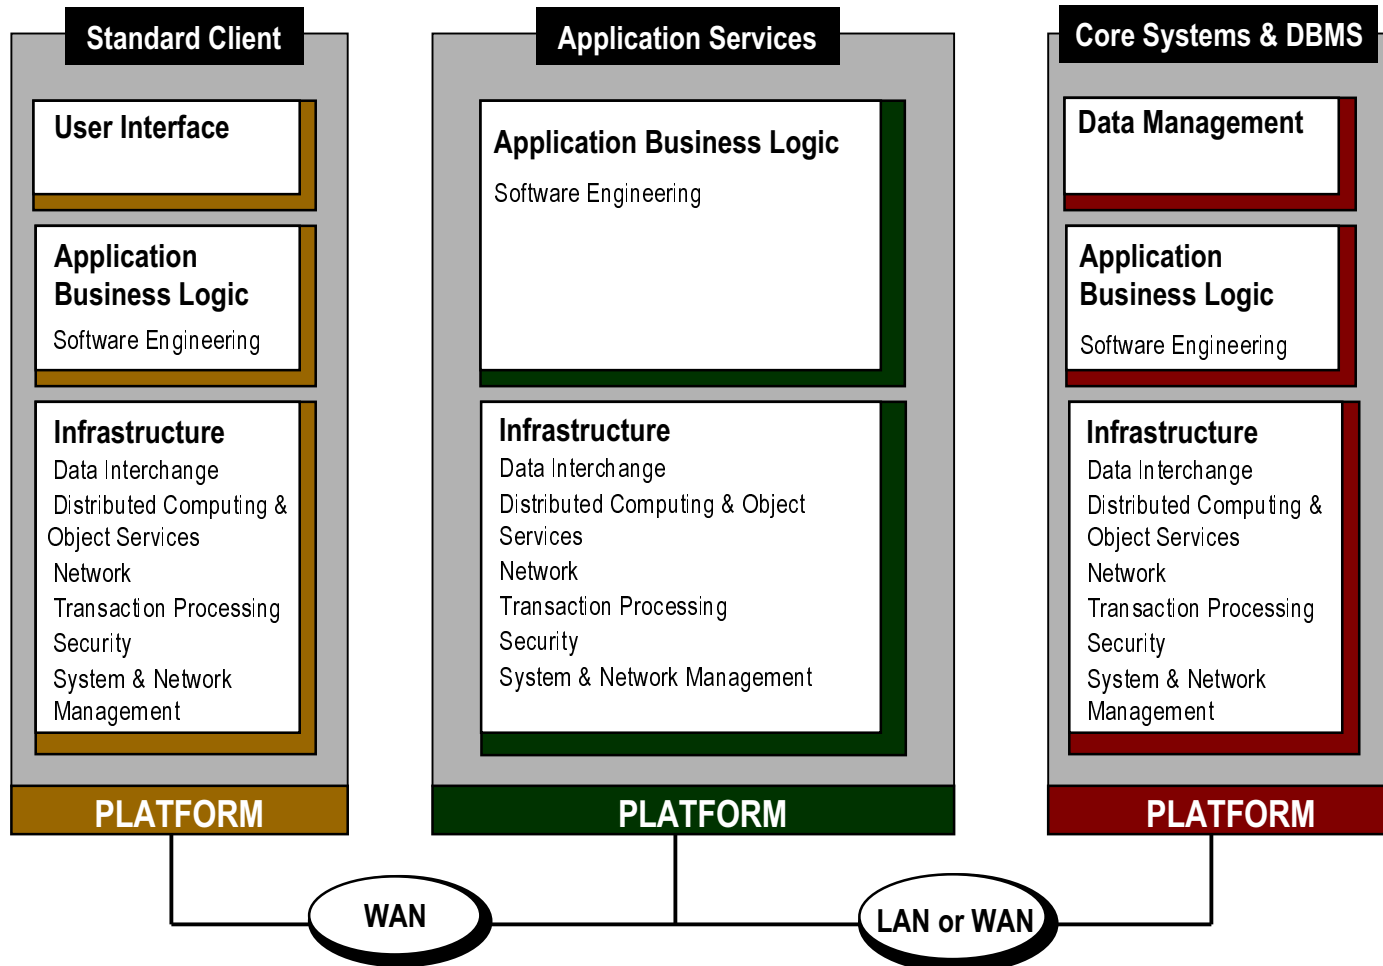 Standard Client
User Interface
Application
Business Logic
Software Engineering
Infrastructure
Data Interchange
Distributed Computing &
Object Services
Network
Transaction Processing
Security
System & Network
Management
PLATFORM
Application Services
Application Business Logic
Software Engineering
Infrastructure
Data Interchange
Distributed Computing & Object
Services
Network
Transaction Processing
Security
System & Network Management
PLATFORM
Core Systems & DBMS
Data Management
Application
Business Logic
Software Engineering
Infrastructure
Data Interchange
Distributed Computing &
Object Services
Network
Transaction Processing
Security
System & Network
Management
PLATFORM
WAN
LAN or WAN